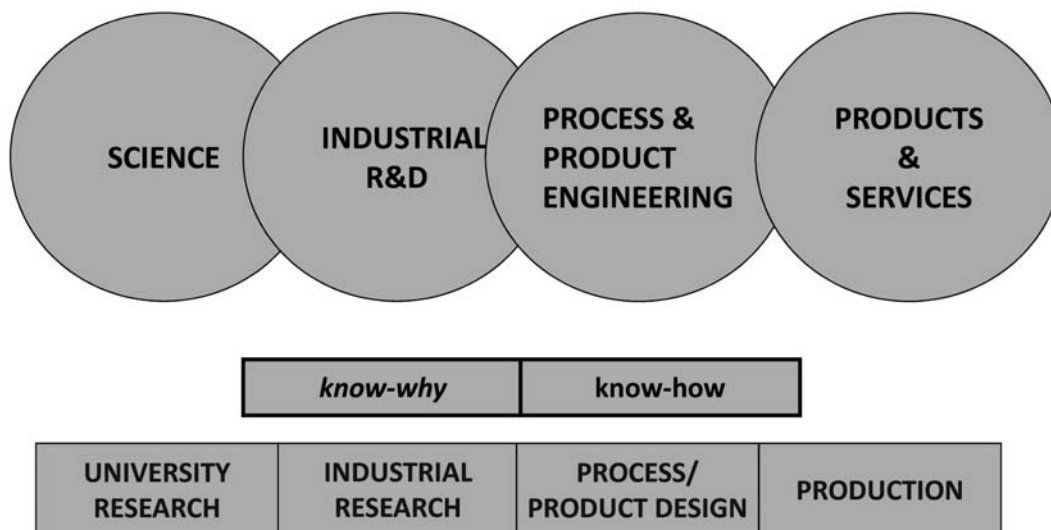 SCIENCE
INDUSTRIAL
R&D
PROCESS &
PRODUCT
ENGINEERING
PRODUCTS
&
SERVICES
know-why
know-how
UNIVERSITY
RESEARCH
INDUSTRIAL
RESEARCH
PROCESS/
PRODUCT DESIGN
PRODUCTION